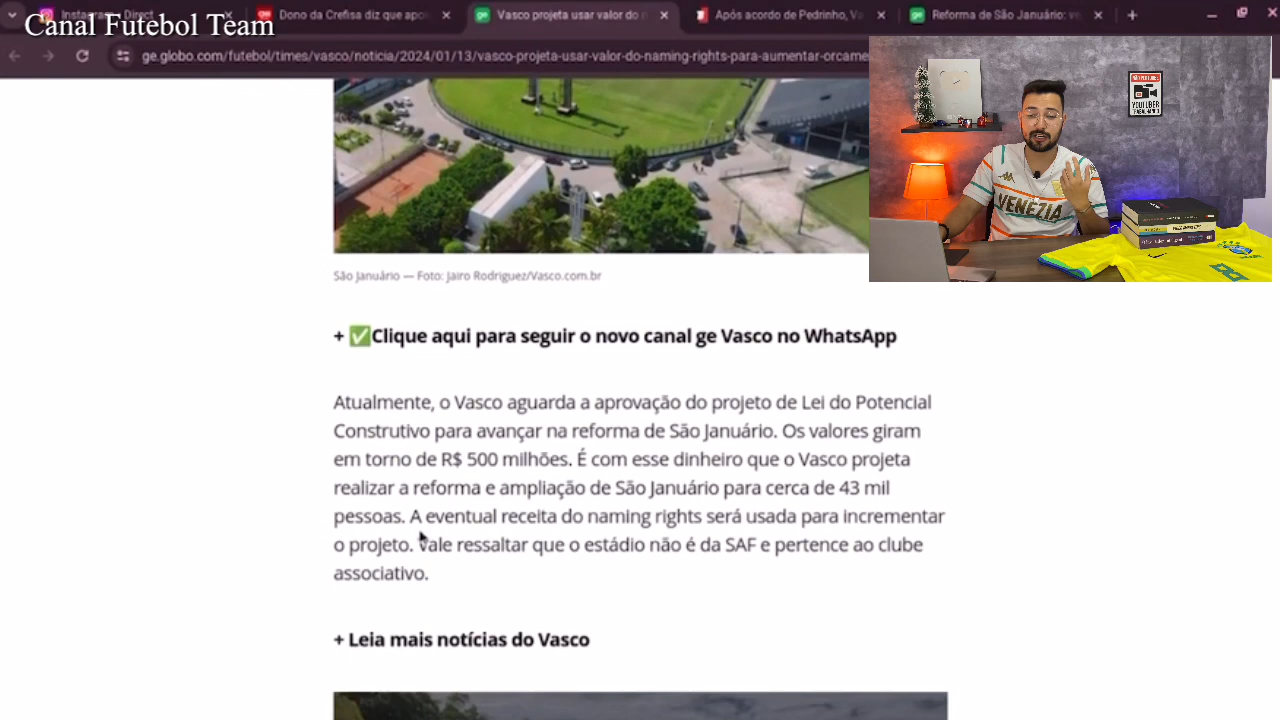 Canal Futebol Team
Instagram · Direct
Dono da Crefisa diz que apo
Vasco projeta usar valor do n
Após acordo de Pedrinho, Va
Reforma de São Januário: ve
ge.globo.com/futebol/times/vasco/noticia/2024/01/13/vasco-projeta-usar-valor-do-naming-rights-para-aumentar-orcame
YOUTUBER
VENEZIA
São Januário — Foto: Jairo Rodriguez/Vasco.com.br
+ ✅Clique aqui para seguir o novo canal ge Vasco no WhatsApp
Atualmente, o Vasco aguarda a aprovação do projeto de Lei do Potencial
Construtivo para avançar na reforma de São Januário. Os valores giram
em torno de R$ 500 milhões. É com esse dinheiro que o Vasco projeta
realizar a reforma e ampliação de São Januário para cerca de 43 mil
pessoas. A eventual receita do naming rights será usada para incrementar
o projeto. Vale ressaltar que o estádio não é da SAF e pertence ao clube
associativo.
+ Leia mais notícias do Vasco